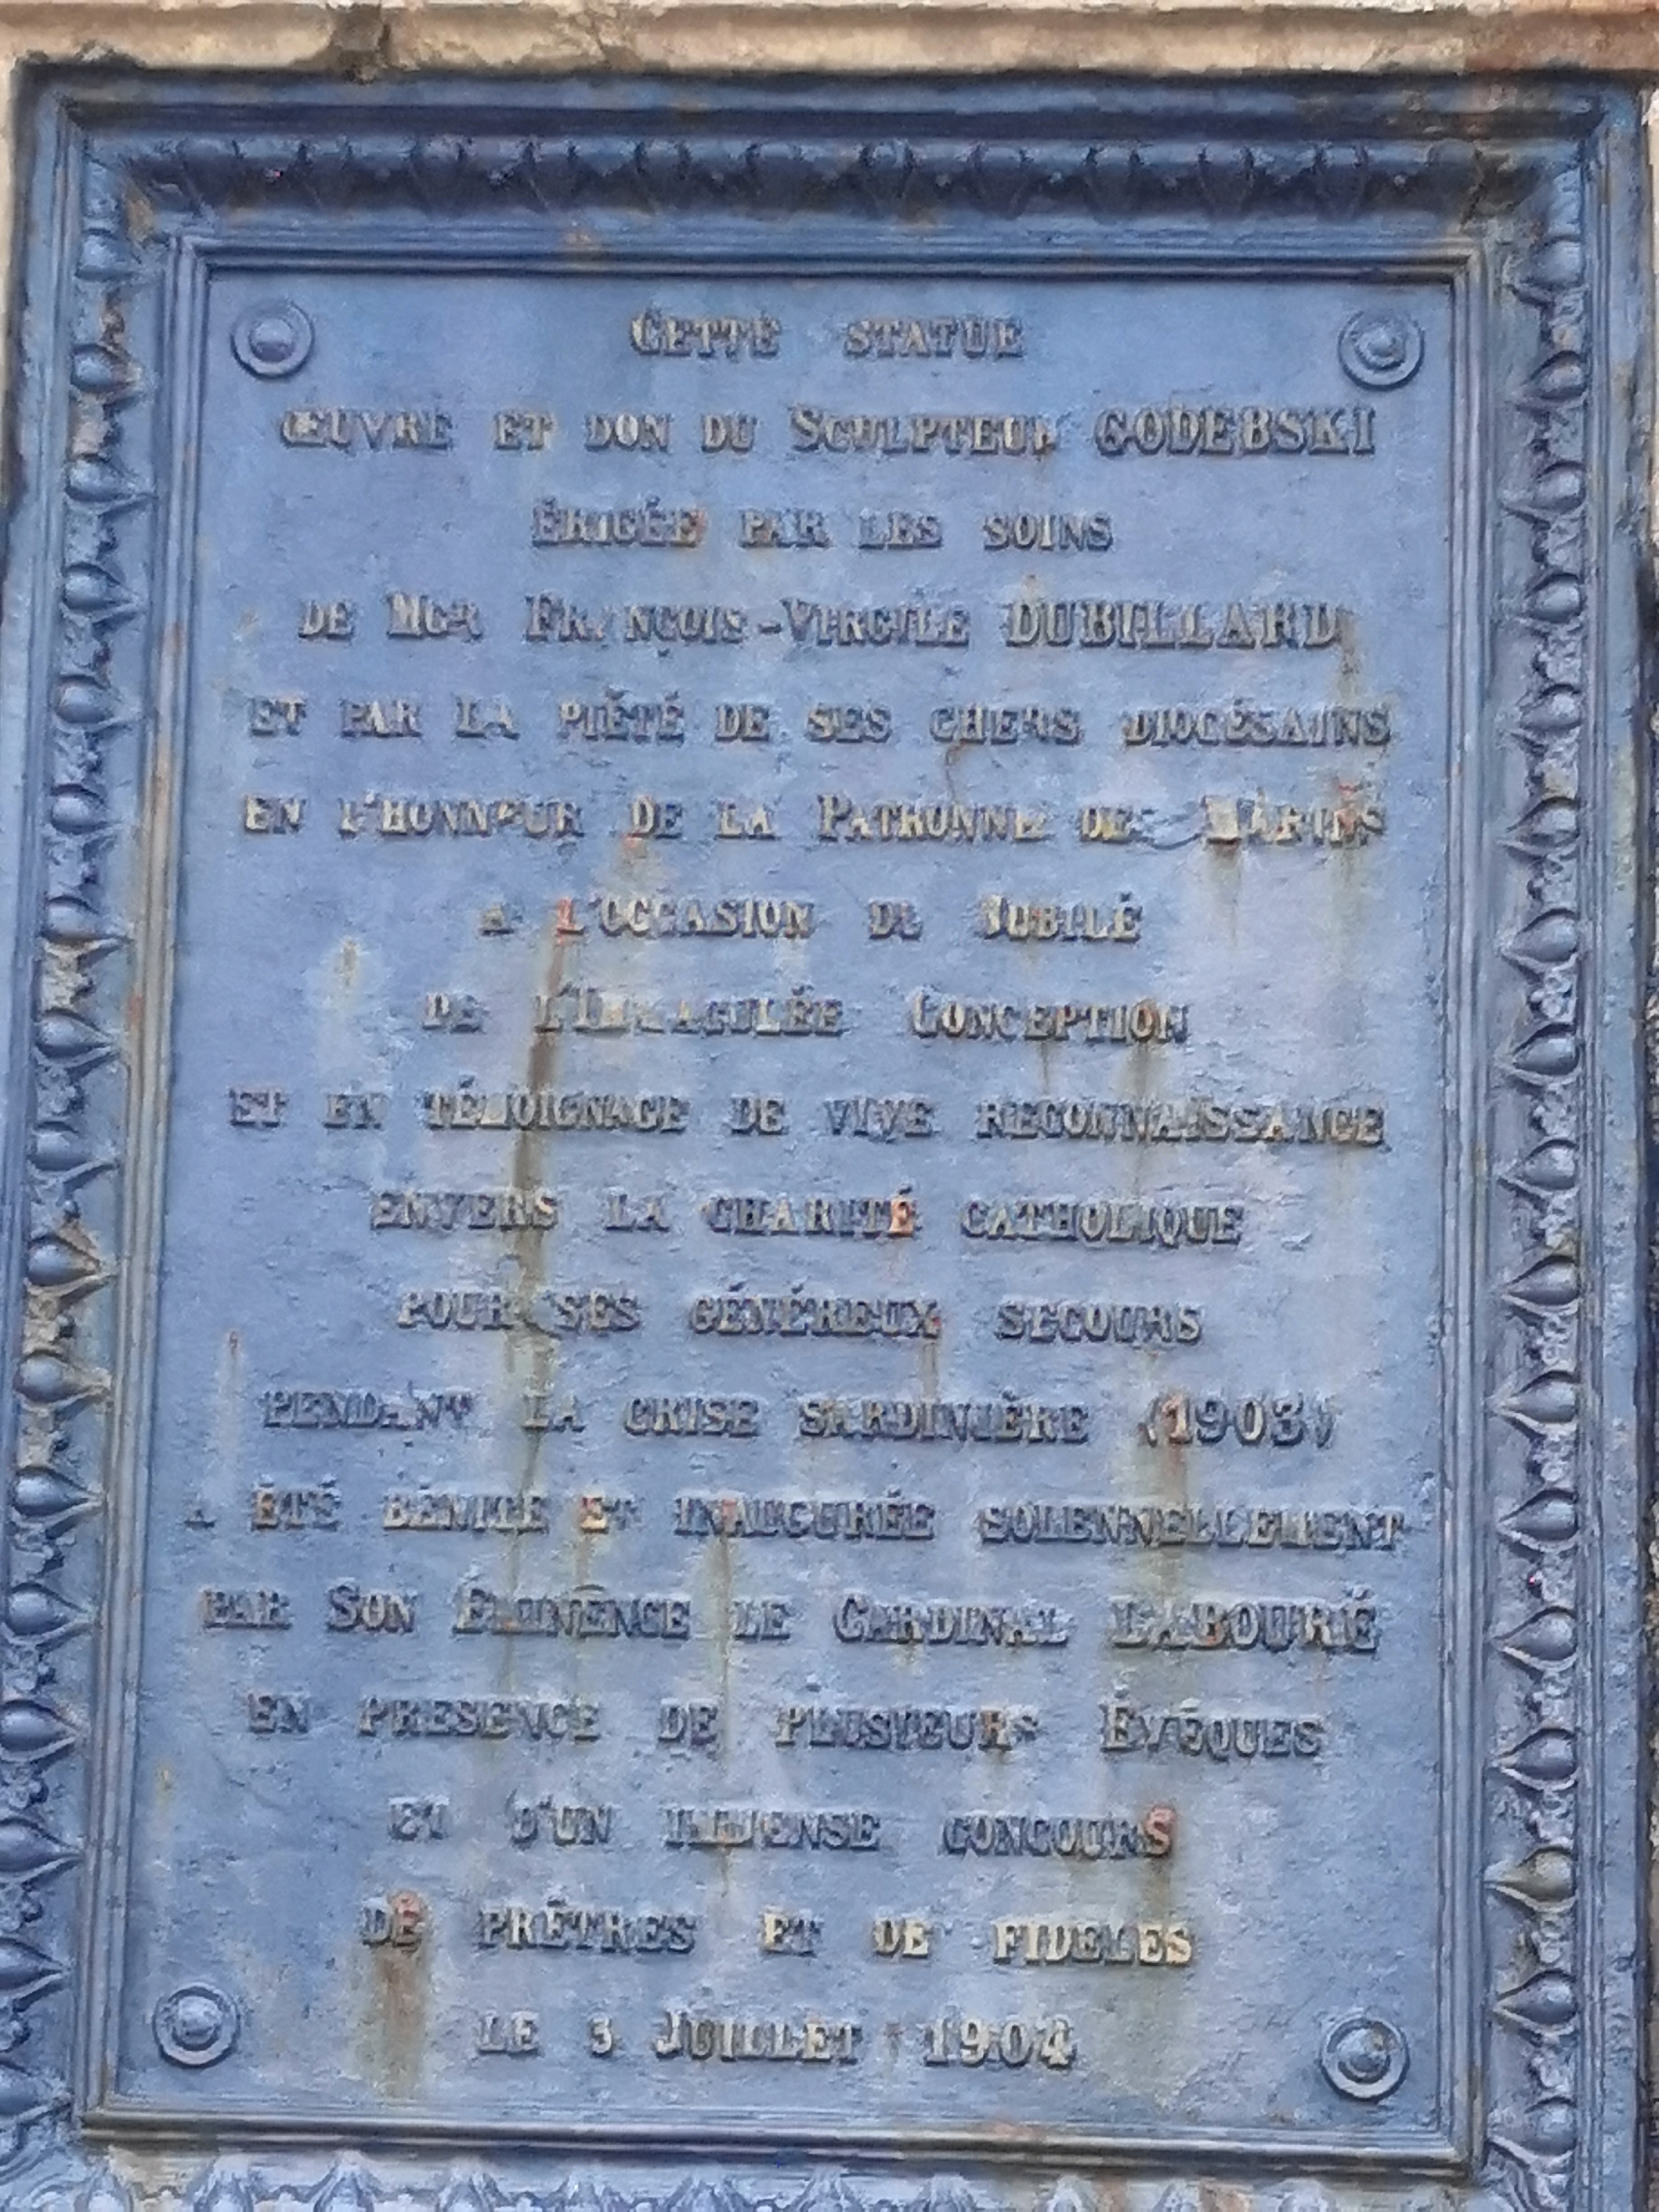 CETTE STATUE
ŒUVRE ET DON DU SCULPTEUR GODEBSKI
ÉRIGÉE PAR LES SOINS
DE MGR FRANÇOIS-VIRGILE DUBILLARD
ET PAR LA PIÉTÉ DE SES CHERS DIOCÉSAINS
EN L'HONNEUR DE LA PATRONNE DES MARINS
A L'OCCASION DU JUBILÉ
DE L'IMMACULÉE CONCEPTION
ET EN TÉMOIGNAGE DE VIVE RECONNAISSANCE
ENVERS LA CHARITÉ CATHOLIQUE
POUR SES GÉNÉREUX SECOURS
PENDANT LA CRISE SARDINIÈRE (1903)
A ÉTÉ BÉNITE ET INAUGURÉE SOLENNELLEMENT
PAR SON EMINENCE LE CARDINAL LABOURÉ
EN PRESENCE DE PLUSIEURS ÉVÊQUES
ET D'UN IMMENSE CONCOURS
DE PRÊTRES ET DE FIDELES
LE 3 JUILLET 1904